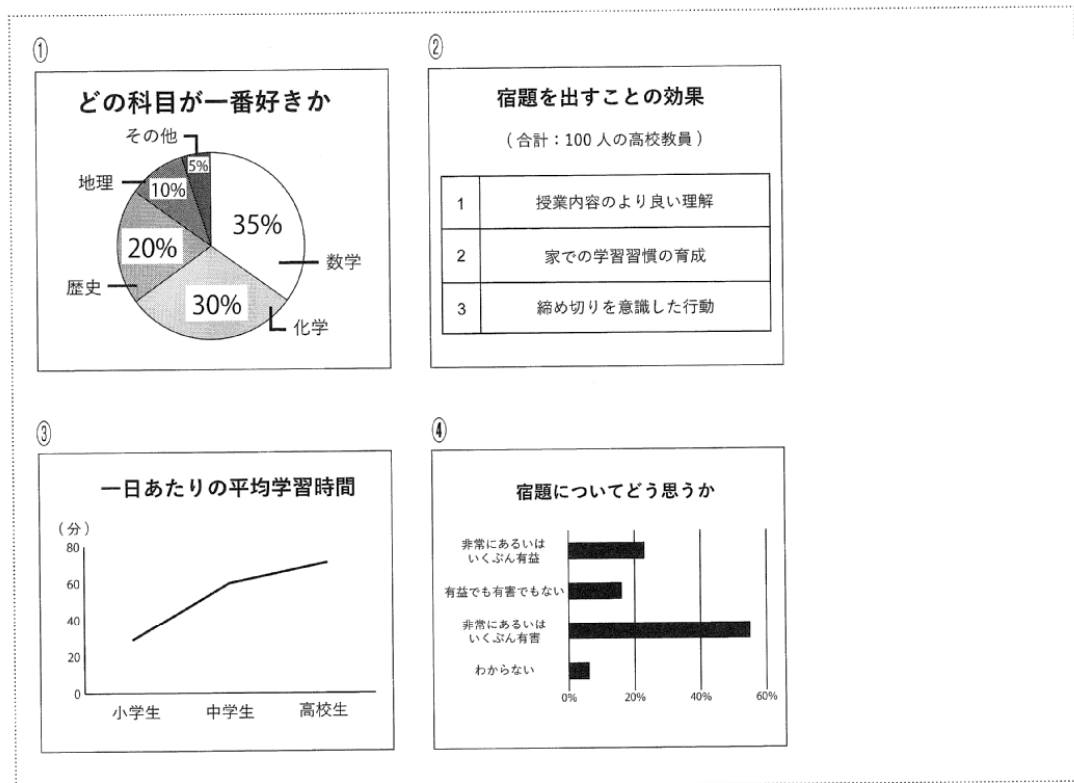 ①
どの科目が一番好きか
その他
5%
地理
10%
35%
20%
数学
歴史
30%
化学
②
宿題を出すことの効果
(合計:100人の高校教員)
1 授業内容のより良い理解
2 家での学習習慣の育成
3 締め切りを意識した行動
③
一日あたりの平均学習時間
(分)
80
60
40
20
0
小学生 中学生 高校生
④
宿題についてどう思うか
非常にあるいは
いくぶん有益
有益でも有害でもない
非常にあるいは
いくぶん有害
わからない
0% 20% 40% 60%